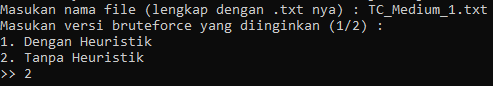 Masukan nama file (lengkap dengan .txt nya) : TC_Medium_1.txt
Masukan versi bruteforce yang diinginkan (1/2) :
1. Dengan Heuristik
2. Tanpa Heuristik
>> 2